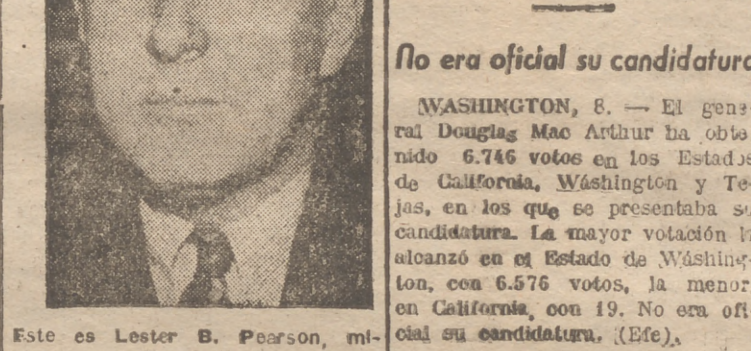 Este es Lester B. Pearson, mi-
No era oficial su candidatura
WASHINGTON, 8. — El gene
ral Douglas Mac Arthur ha obte
nido 6.746 votos en los Estados
de California, Wáshington y Te-
jas, en los que se presentaba su
candidatura. La mayor votación la
alcanzó en el Estado de Wáshing-
ton, con 6.576 votos, la menor
en California, con 19. No era ofi
cial su candidatura. (Efe).